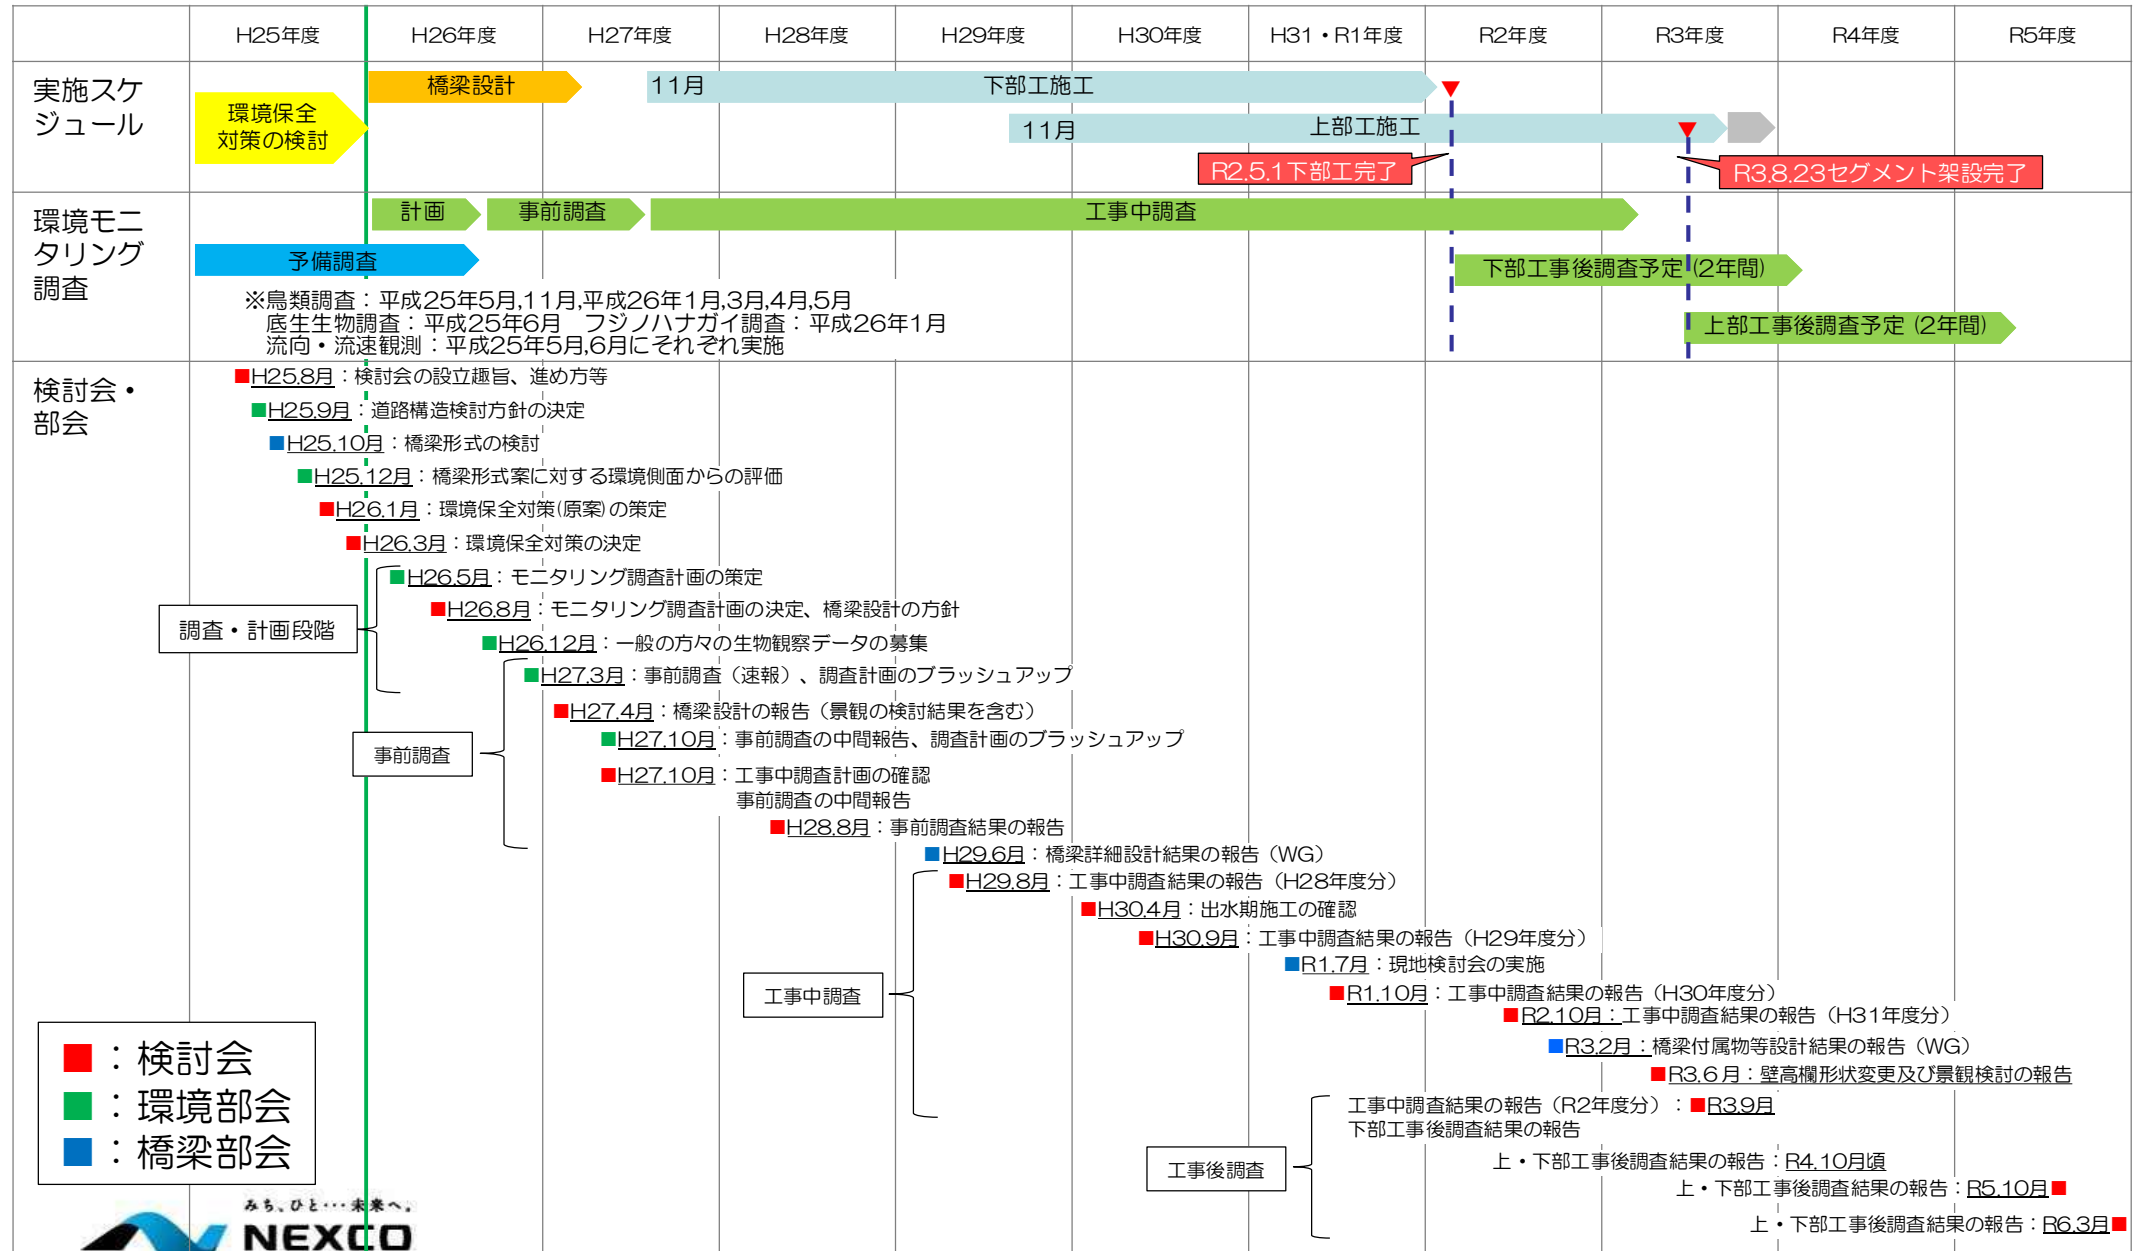 H25年度 H26年度 H27年度 H28年度 H29年度 H30年度 H31・R1年度 R2年度 R3年度 R4年度 R5年度
実施スケ
ジュール
環境保全
対策の検討
橋梁設計
11月 下部工施工
11月 上部工施工
R2.5.1下部工完了
R3.8.23セグメント架設完了
環境モニ
タリング
調査
計画 事前調査 工事中調査
予備調査
下部工事後調査予定 (2年間)
上部工事後調査予定 (2年間)
※鳥類調査：平成25年5月,11月,平成26年1月,3月,4月,5月
底生生物調査：平成25年6月　フジノハナガイ調査：平成26年1月
流向・流速観測：平成25年5月,6月にそれぞれ実施
検討会・
部会
■H25.8月：検討会の設立趣旨、進め方等
■H25.9月：道路構造検討方針の決定
■H25.10月：橋梁形式の検討
■H25.12月：橋梁形式案に対する環境側面からの評価
■H26.1月：環境保全対策(原案)の策定
■H26.3月：環境保全対策の決定
調査・計画段階
■H26.5月：モニタリング調査計画の策定
■H26.8月：モニタリング調査計画の決定、橋梁設計の方針
■H26.12月：一般の方々の生物観察データの募集
■H27.3月：事前調査（速報）、調査計画のブラッシュアップ
事前調査
■H27.4月：橋梁設計の報告（景観の検討結果を含む）
■H27.10月：事前調査の中間報告、調査計画のブラッシュアップ
■H27.10月：工事中調査計画の確認
事前調査の中間報告
■H28.8月：事前調査結果の報告
■H29.6月：橋梁詳細設計結果の報告（WG）
■H29.8月：工事中調査結果の報告（H28年度分）
■H30.4月：出水期施工の確認
■H30.9月：工事中調査結果の報告（H29年度分）
工事中調査
■R1.7月：現地検討会の実施
■R1.10月：工事中調査結果の報告（H30年度分）
■R2.10月：工事中調査結果の報告（H31年度分）
■R3.2月：橋梁付属物等設計結果の報告（WG）
■R3.6月：壁高欄形状変更及び景観検討の報告
工事後調査
工事中調査結果の報告（R2年度分）：■R3.9月
下部工事後調査結果の報告
上・下部工事後調査結果の報告：R4.10月頃
上・下部工事後調査結果の報告：R5.10月■
上・下部工事後調査結果の報告：R6.3月■
■：検討会
■：環境部会
■：橋梁部会
みち、ひと…未来へ。
NEXCO